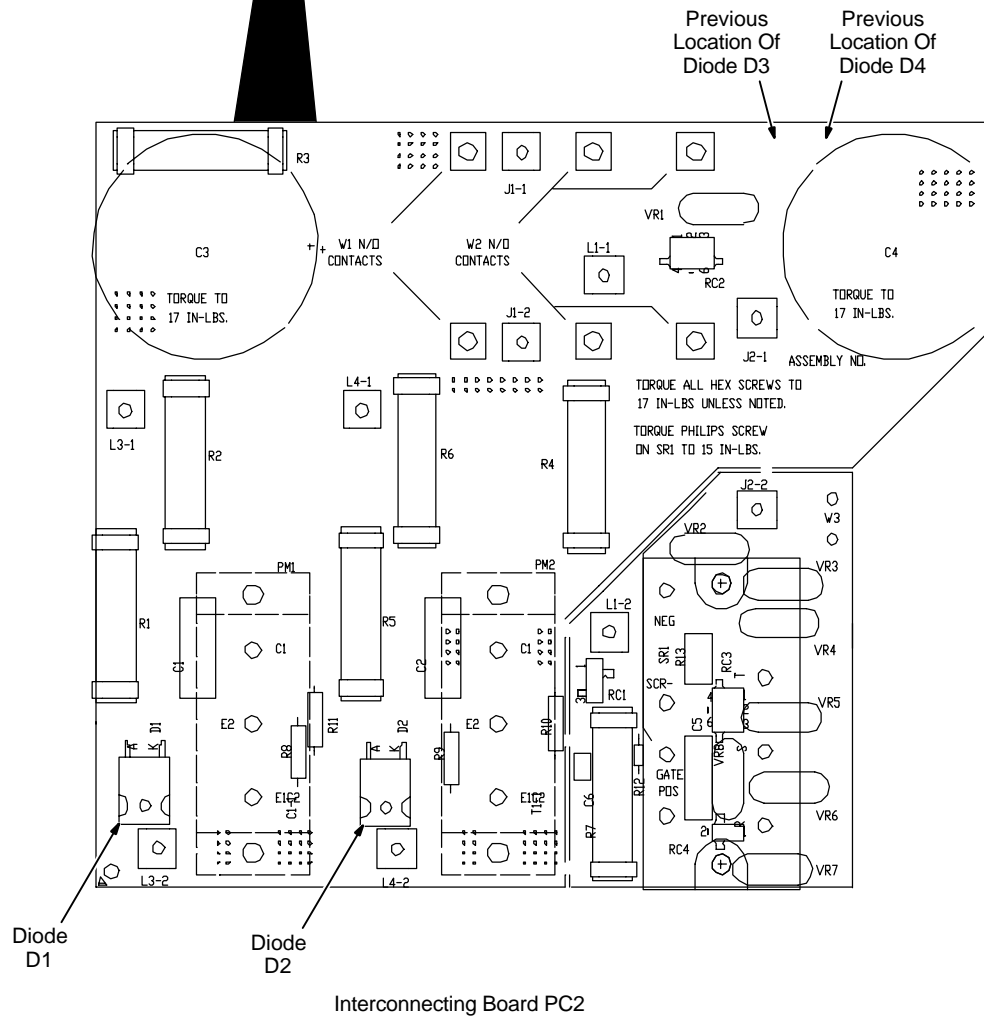 Previous
Location Of
Diode D3
Previous
Location Of
Diode D4
R3
J1-1
VR1
C3
+
+
W1 N/O
CONTACTS
W2 N/O
CONTACTS
L1-1
RC2
C4
TORQUE TO
17 IN-LBS.
TORQUE TO
17 IN-LBS.
J1-2
J2-1
ASSEMBLY NO.
L3-1
L4-1
TORQUE ALL HEX SCREWS TO
17 IN-LBS UNLESS NOTED.
TORQUE PHILIPS SCREW
ON SR1 TO 15 IN-LBS.
R2
R6
R4
J2-2
W3
VR2
VR3
PM1
PM2
R1
C1
C1
R5
C2
C1
L1-2
NEG
SR1
R13
RC3
T
VR4
SCR-
3
1
RC1
4
6
VR5
A
K
D1
E2
R8
R11
A
K
D2
R9
E2
R10
C5
VR8
S
R12
GATE
POS
E1C2
E1C2
C6
R7
VR6
2
R
RC4
VR7
L3-2
L4-2
Diode
D1
Diode
D2
Interconnecting Board PC2